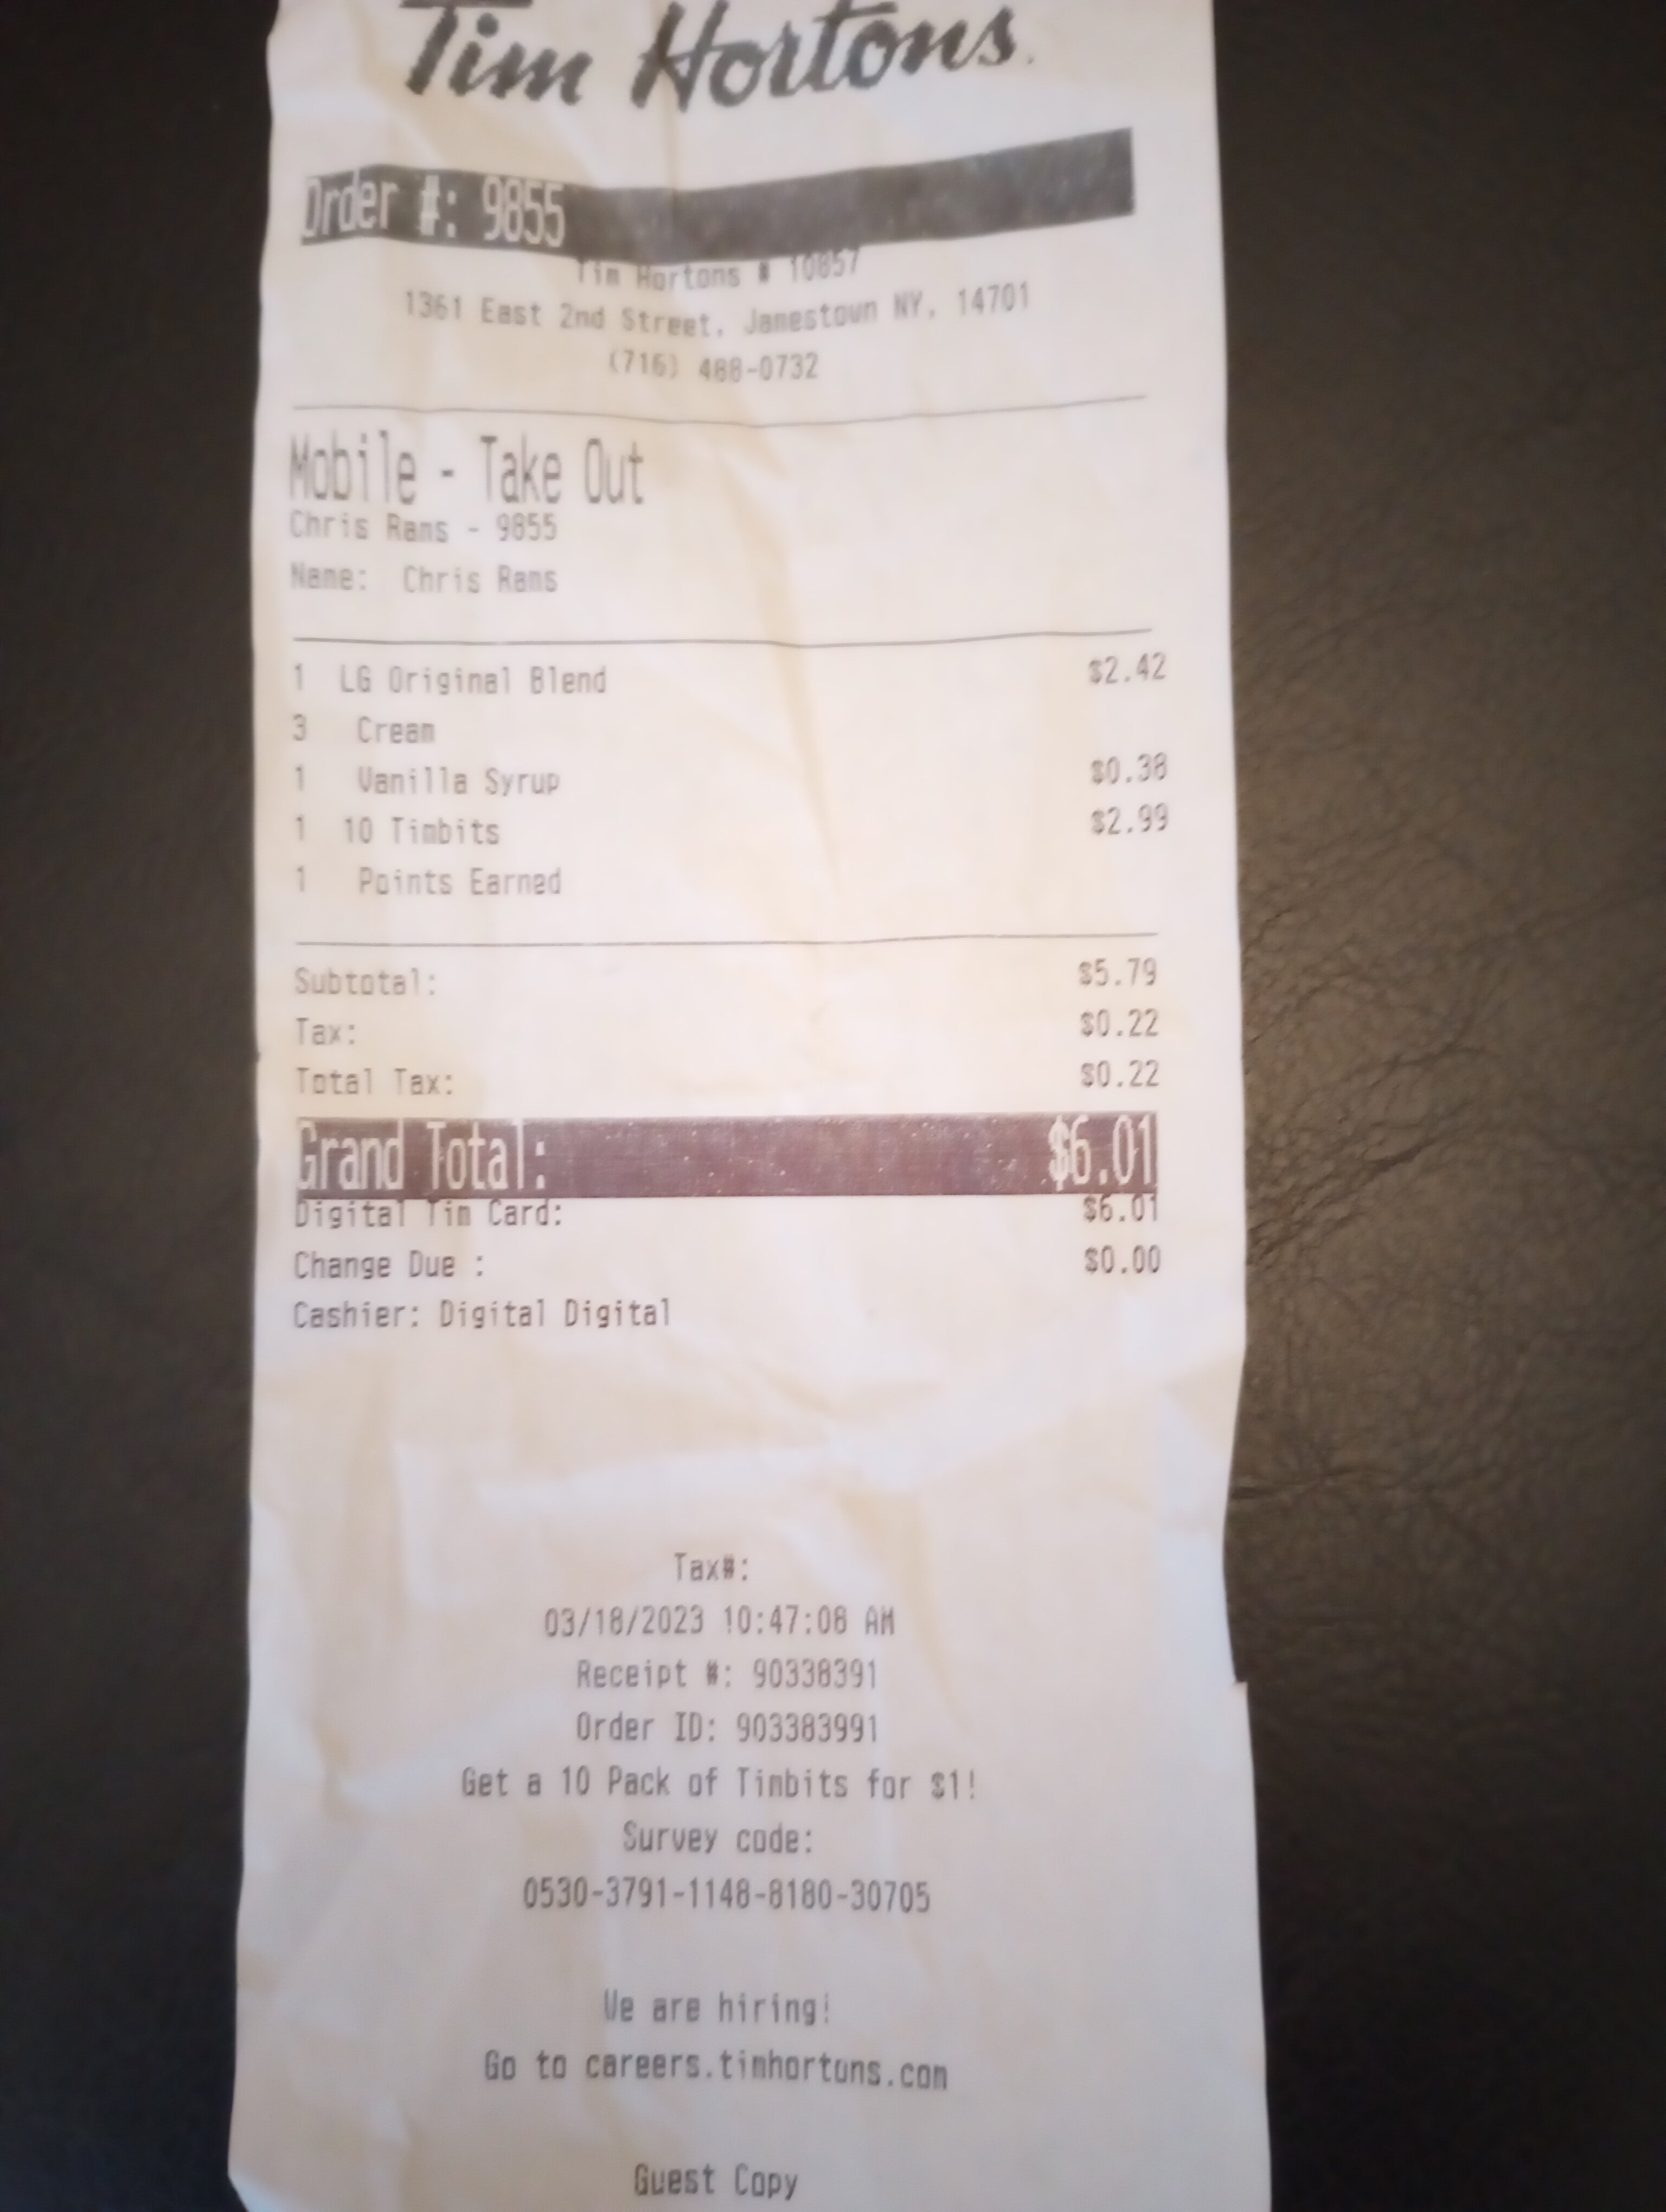 Tim Hortons.
Order #: 9855
Tim Hortons # 10857
1361 East 2nd Street, Jamestown NY, 14701
(716) 488-0732
Mobile - Take Out
Chris Rams - 9855
Name: Chris Rams
1 LG Original Blend $2.42
3 Cream
1 Vanilla Syrup $0.38
1 10 Timbits $2.99
1 Points Earned
Subtotal: $5.79
Tax: $0.22
Total Tax: $0.22
Grand Total: $6.01
Digital Tim Card: $6.01
Change Due : $0.00
Cashier: Digital Digital
Tax#:
03/18/2023 10:47:08 AM
Receipt #: 90338391
Order ID: 903383991
Get a 10 Pack of Timbits for $1!
Survey code:
0530-3791-1148-8180-30705
We are hiring!
Go to careers.timhortons.com
Guest Copy